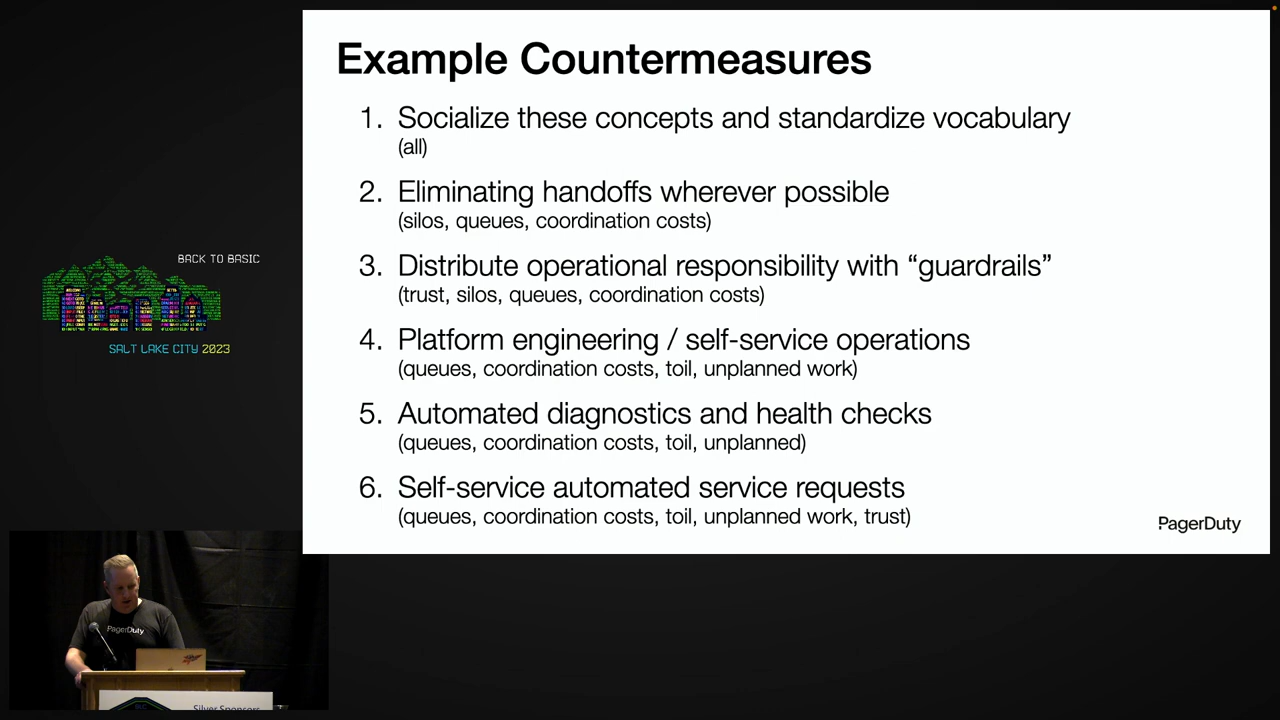 Example Countermeasures
1. Socialize these concepts and standardize vocabulary
(all)
2. Eliminating handoffs wherever possible
(silos, queues, coordination costs)
3. Distribute operational responsibility with “guardrails”
(trust, silos, queues, coordination costs)
4. Platform engineering / self-service operations
(queues, coordination costs, toil, unplanned work)
5. Automated diagnostics and health checks
(queues, coordination costs, toil, unplanned)
6. Self-service automated service requests
(queues, coordination costs, toil, unplanned work, trust)
PagerDuty
BACK TO BASIC
SALT LAKE CITY 2023
PagerDuty
SLC
Silver Sponsors